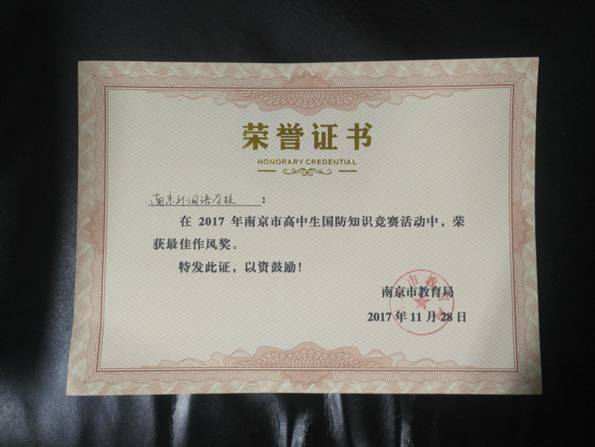 荣誉证书
HONORARY CREDENTIAL
南京外国语学校：
在 2017 年南京市高中生国防知识竞赛活动中，荣
获最佳作风奖。
特发此证，以资鼓励！
南京市教育局
2017 年 11 月 28 日